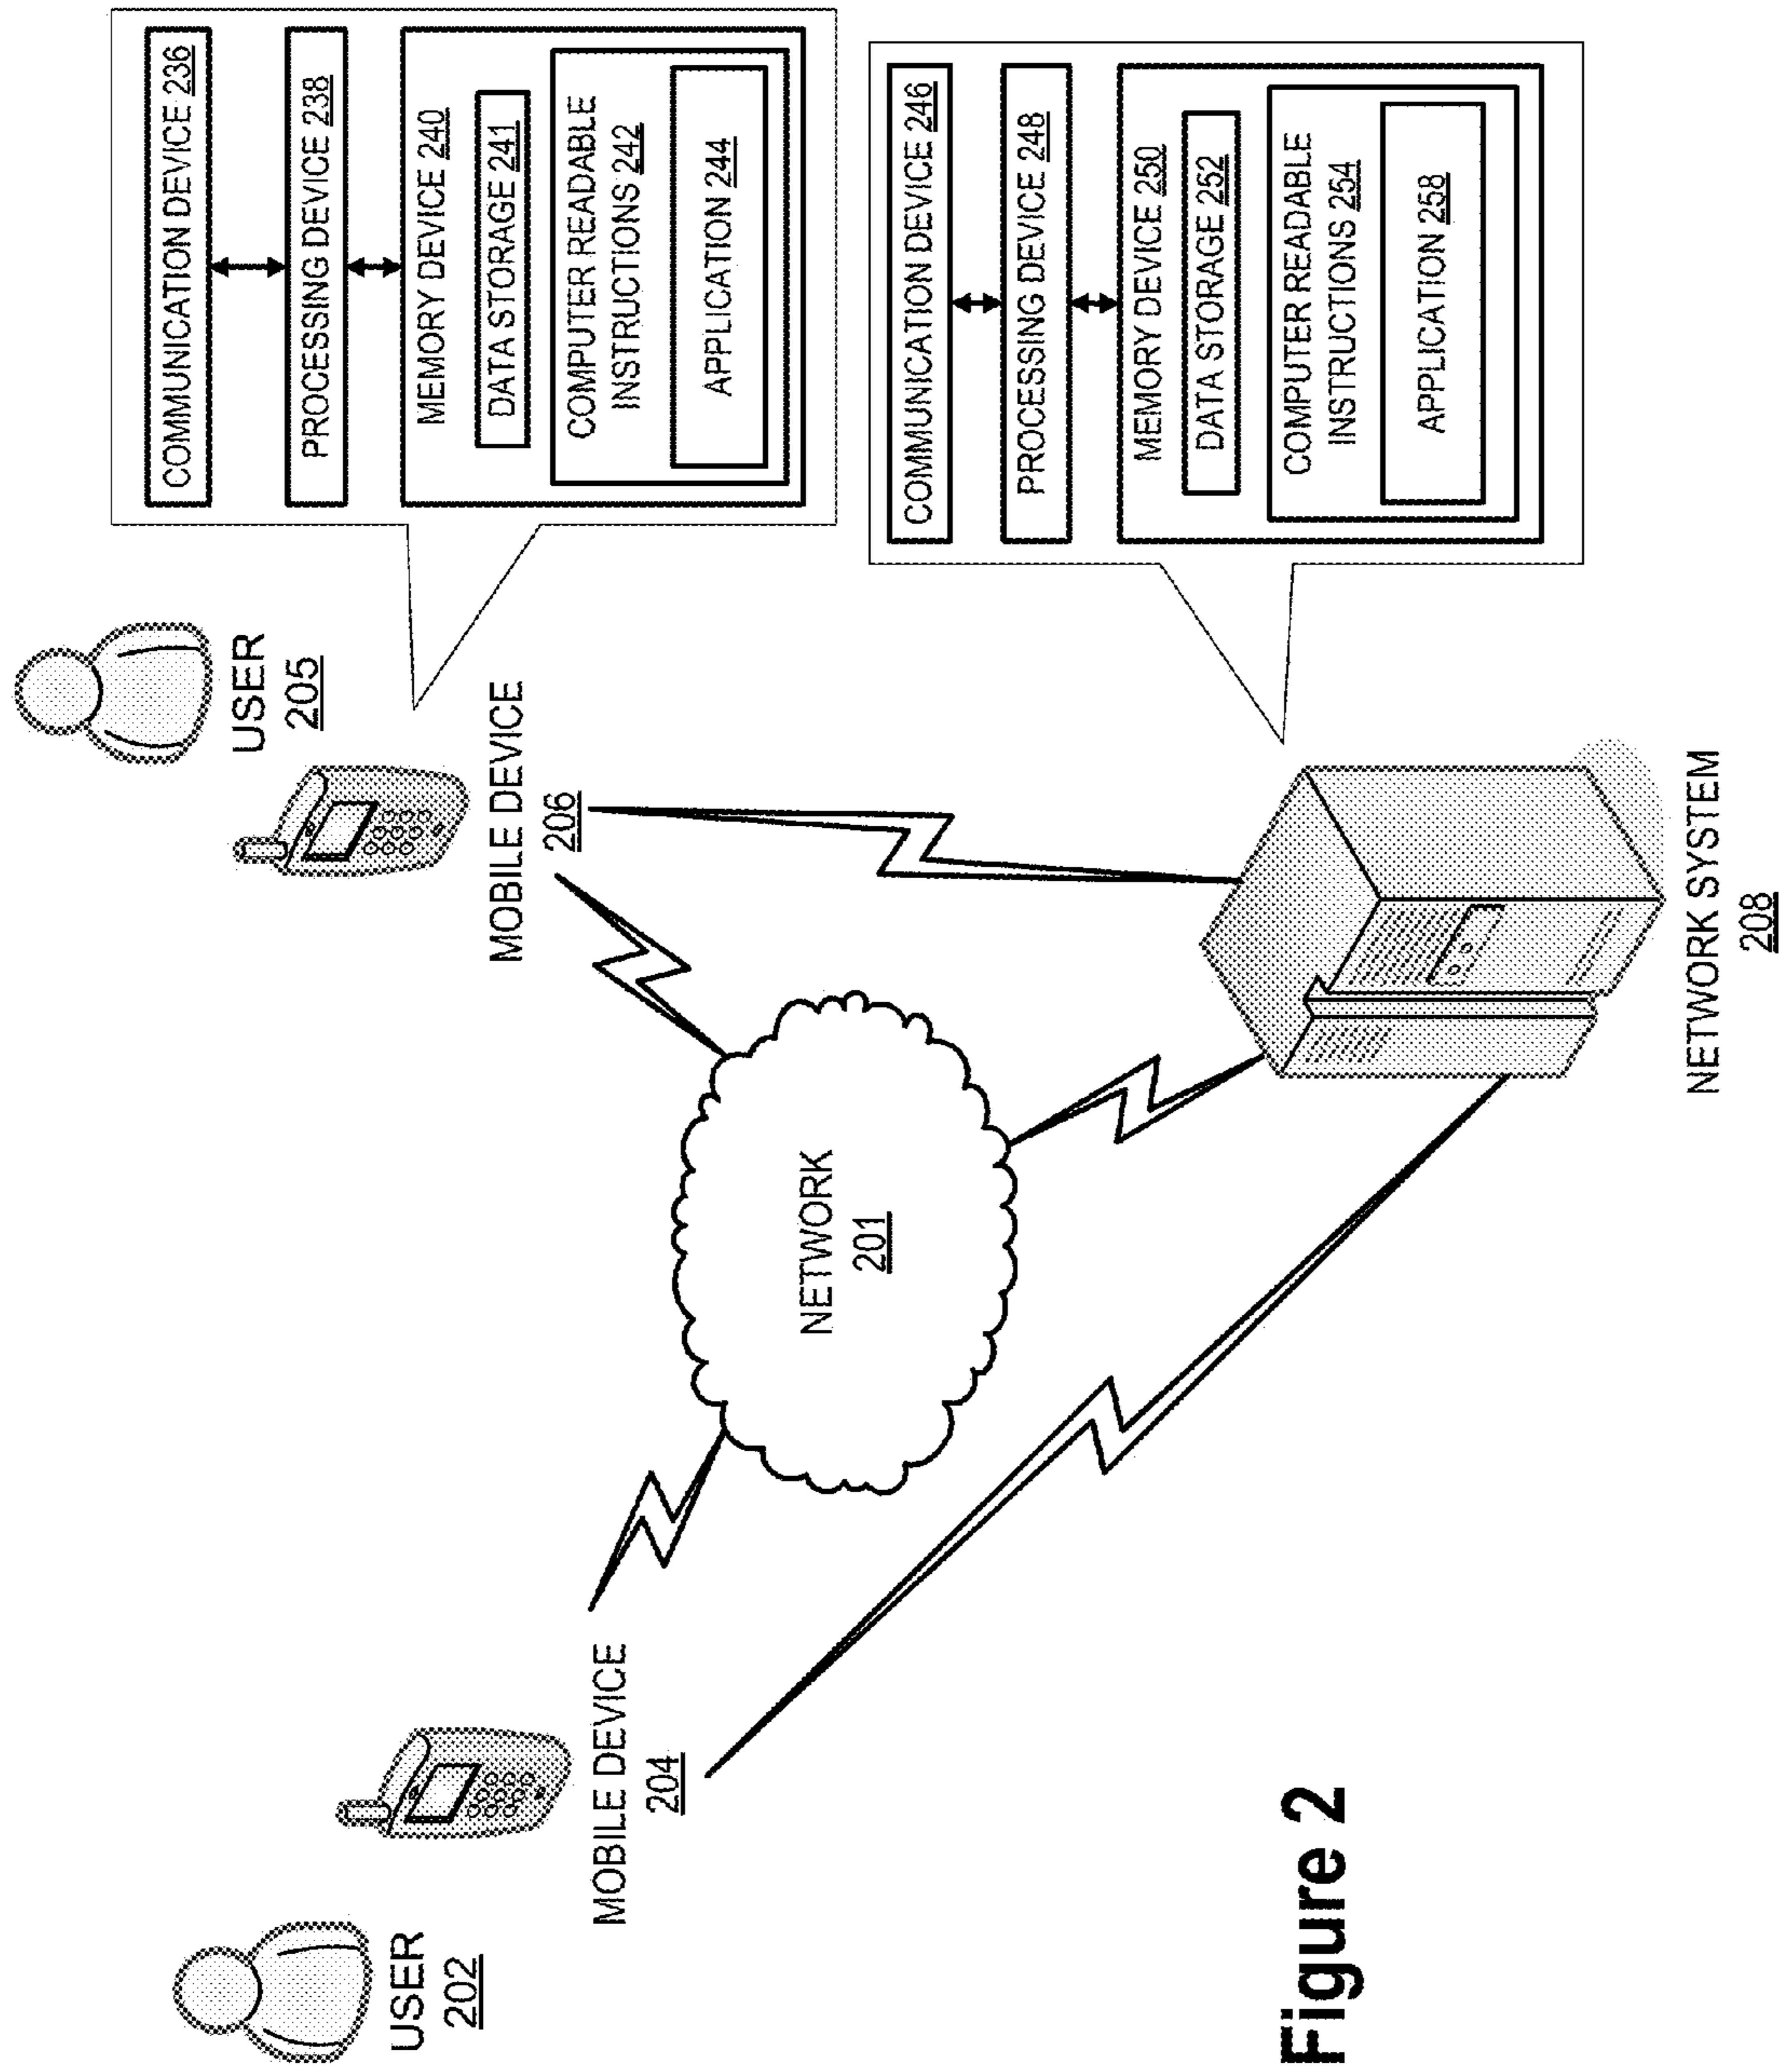 USER
202
MOBILE DEVICE
204
NETWORK
201
USER
205
MOBILE DEVICE
206
NETWORK SYSTEM
208
COMMUNICATION DEVICE 236
PROCESSING DEVICE 238
MEMORY DEVICE 240
DATA STORAGE 241
COMPUTER READABLE
INSTRUCTIONS 242
APPLICATION 244
COMMUNICATION DEVICE 246
PROCESSING DEVICE 248
MEMORY DEVICE 250
DATA STORAGE 252
COMPUTER READABLE
INSTRUCTIONS 254
APPLICATION 258
Figure 2